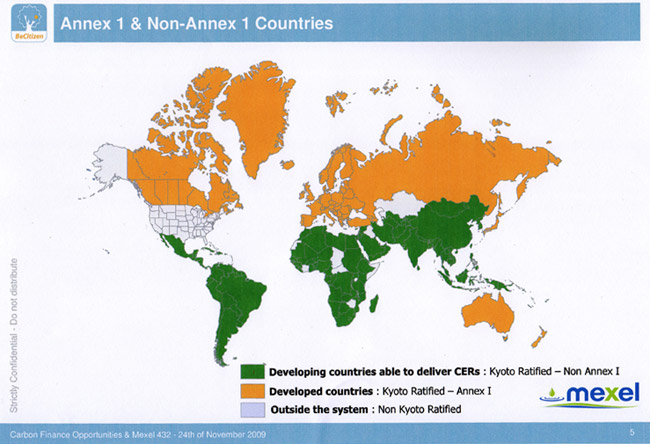 BeCitizen
Annex 1 & Non-Annex 1 Countries
Strictly Confidential - Do not distribute
Developing countries able to deliver CERs : Kyoto Ratified – Non Annex I
Developed countries : Kyoto Ratified – Annex I
Outside the system : Non Kyoto Ratified
mexel
Carbon Finance Opportunities & Mexel 432 - 24th of November 2009
5